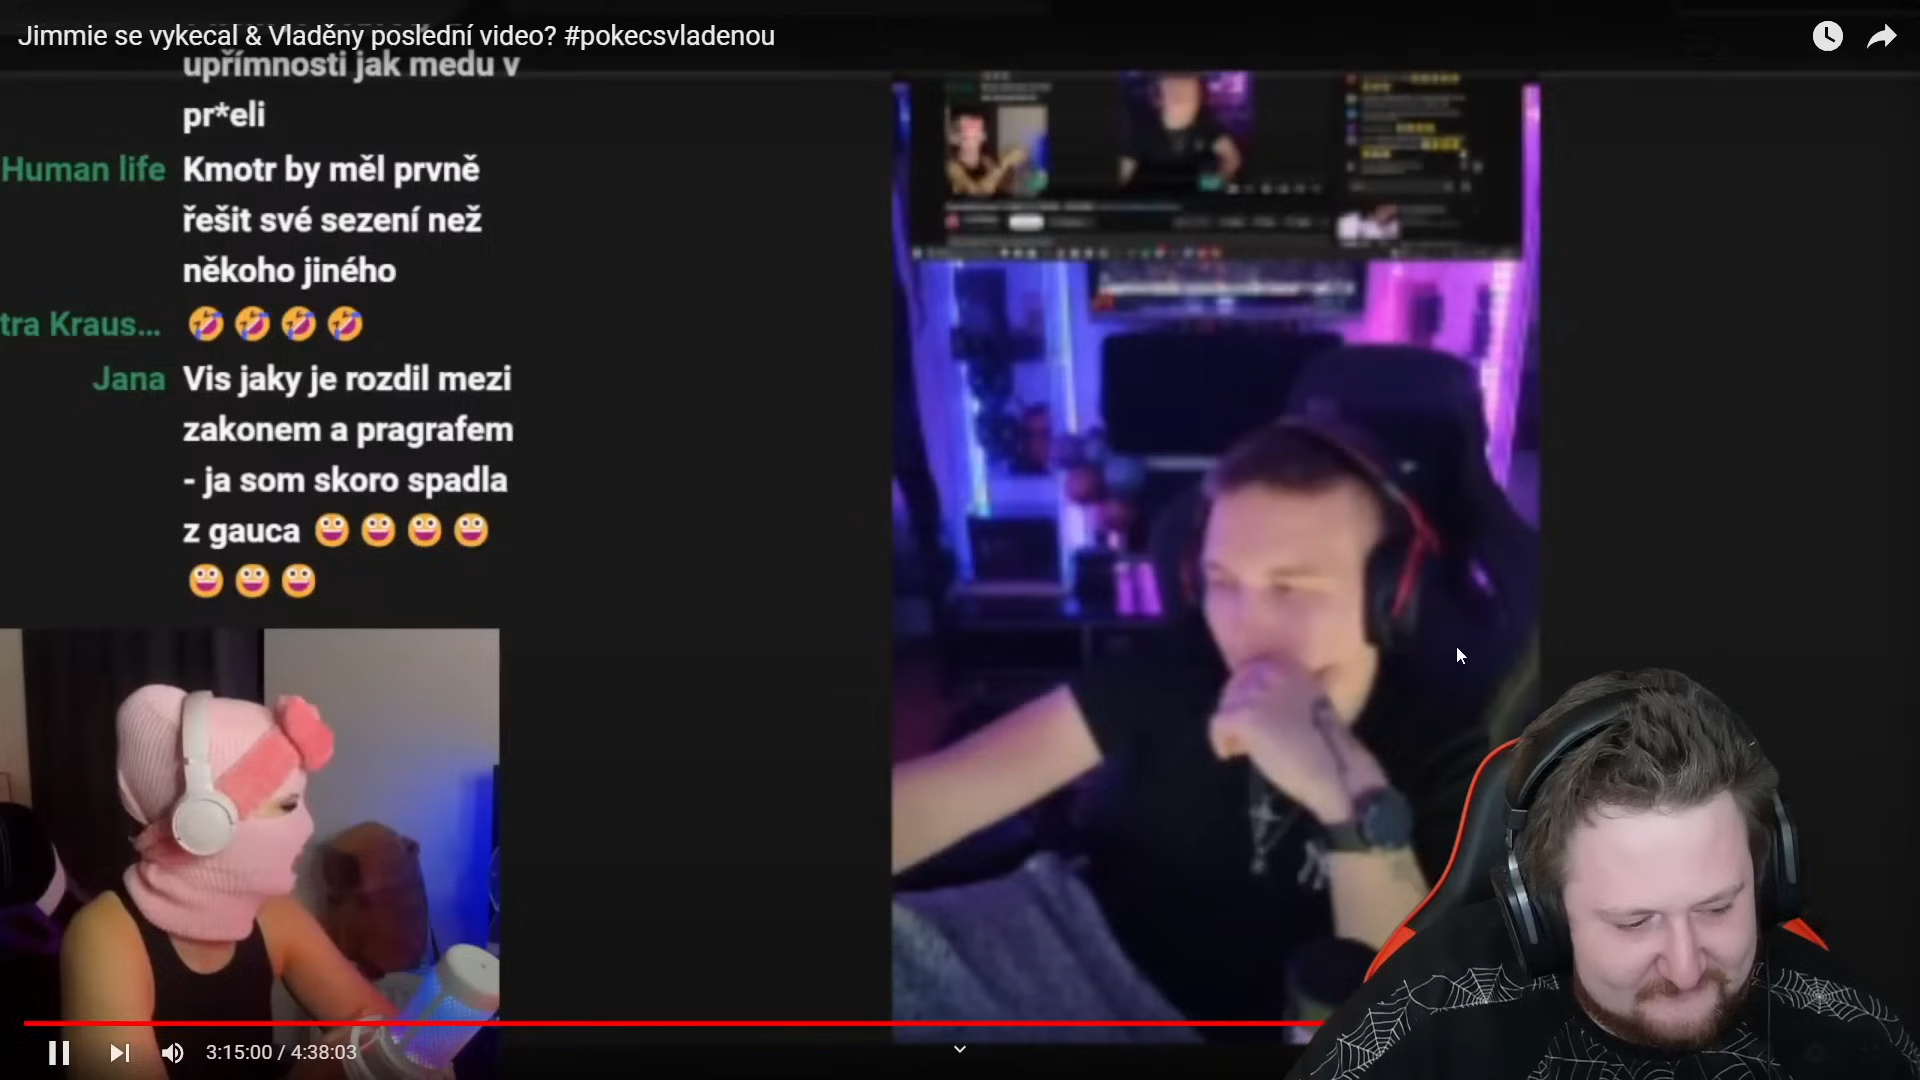 Jimmie se vykecal & Vladěny poslední video? #pokecsvladenou
upřímnosti jak medu v
pr*eli
Human life Kmotr by měl prvně
řešit své sezení než
někoho jiného
tra Kraus... 🤣🤣🤣🤣
Jana Vis jaky je rozdil mezi
zakonem a pragrafem
- ja som skoro spadla
z gauca 😀😀😀😀
😀😀😀
3:15:00 / 4:38:03